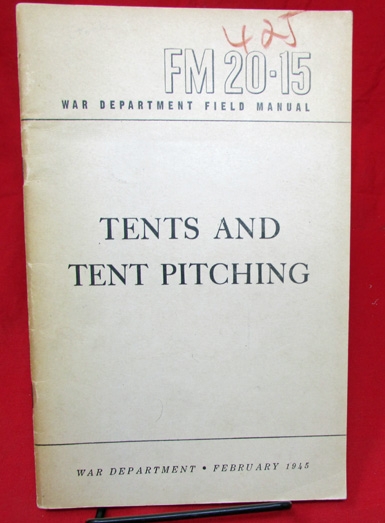 425
FM 20-15
WAR DEPARTMENT FIELD MANUAL
TENTS AND
TENT PITCHING
WAR DEPARTMENT • FEBRUARY 1945